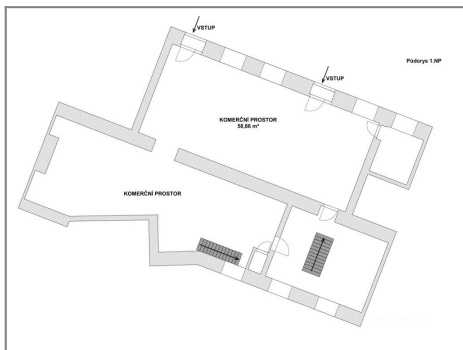 VSTUP
Půdorys 1.NP
VSTUP
KOMERČNÍ PROSTOR
58,86 m²
KOMERČNÍ PROSTOR